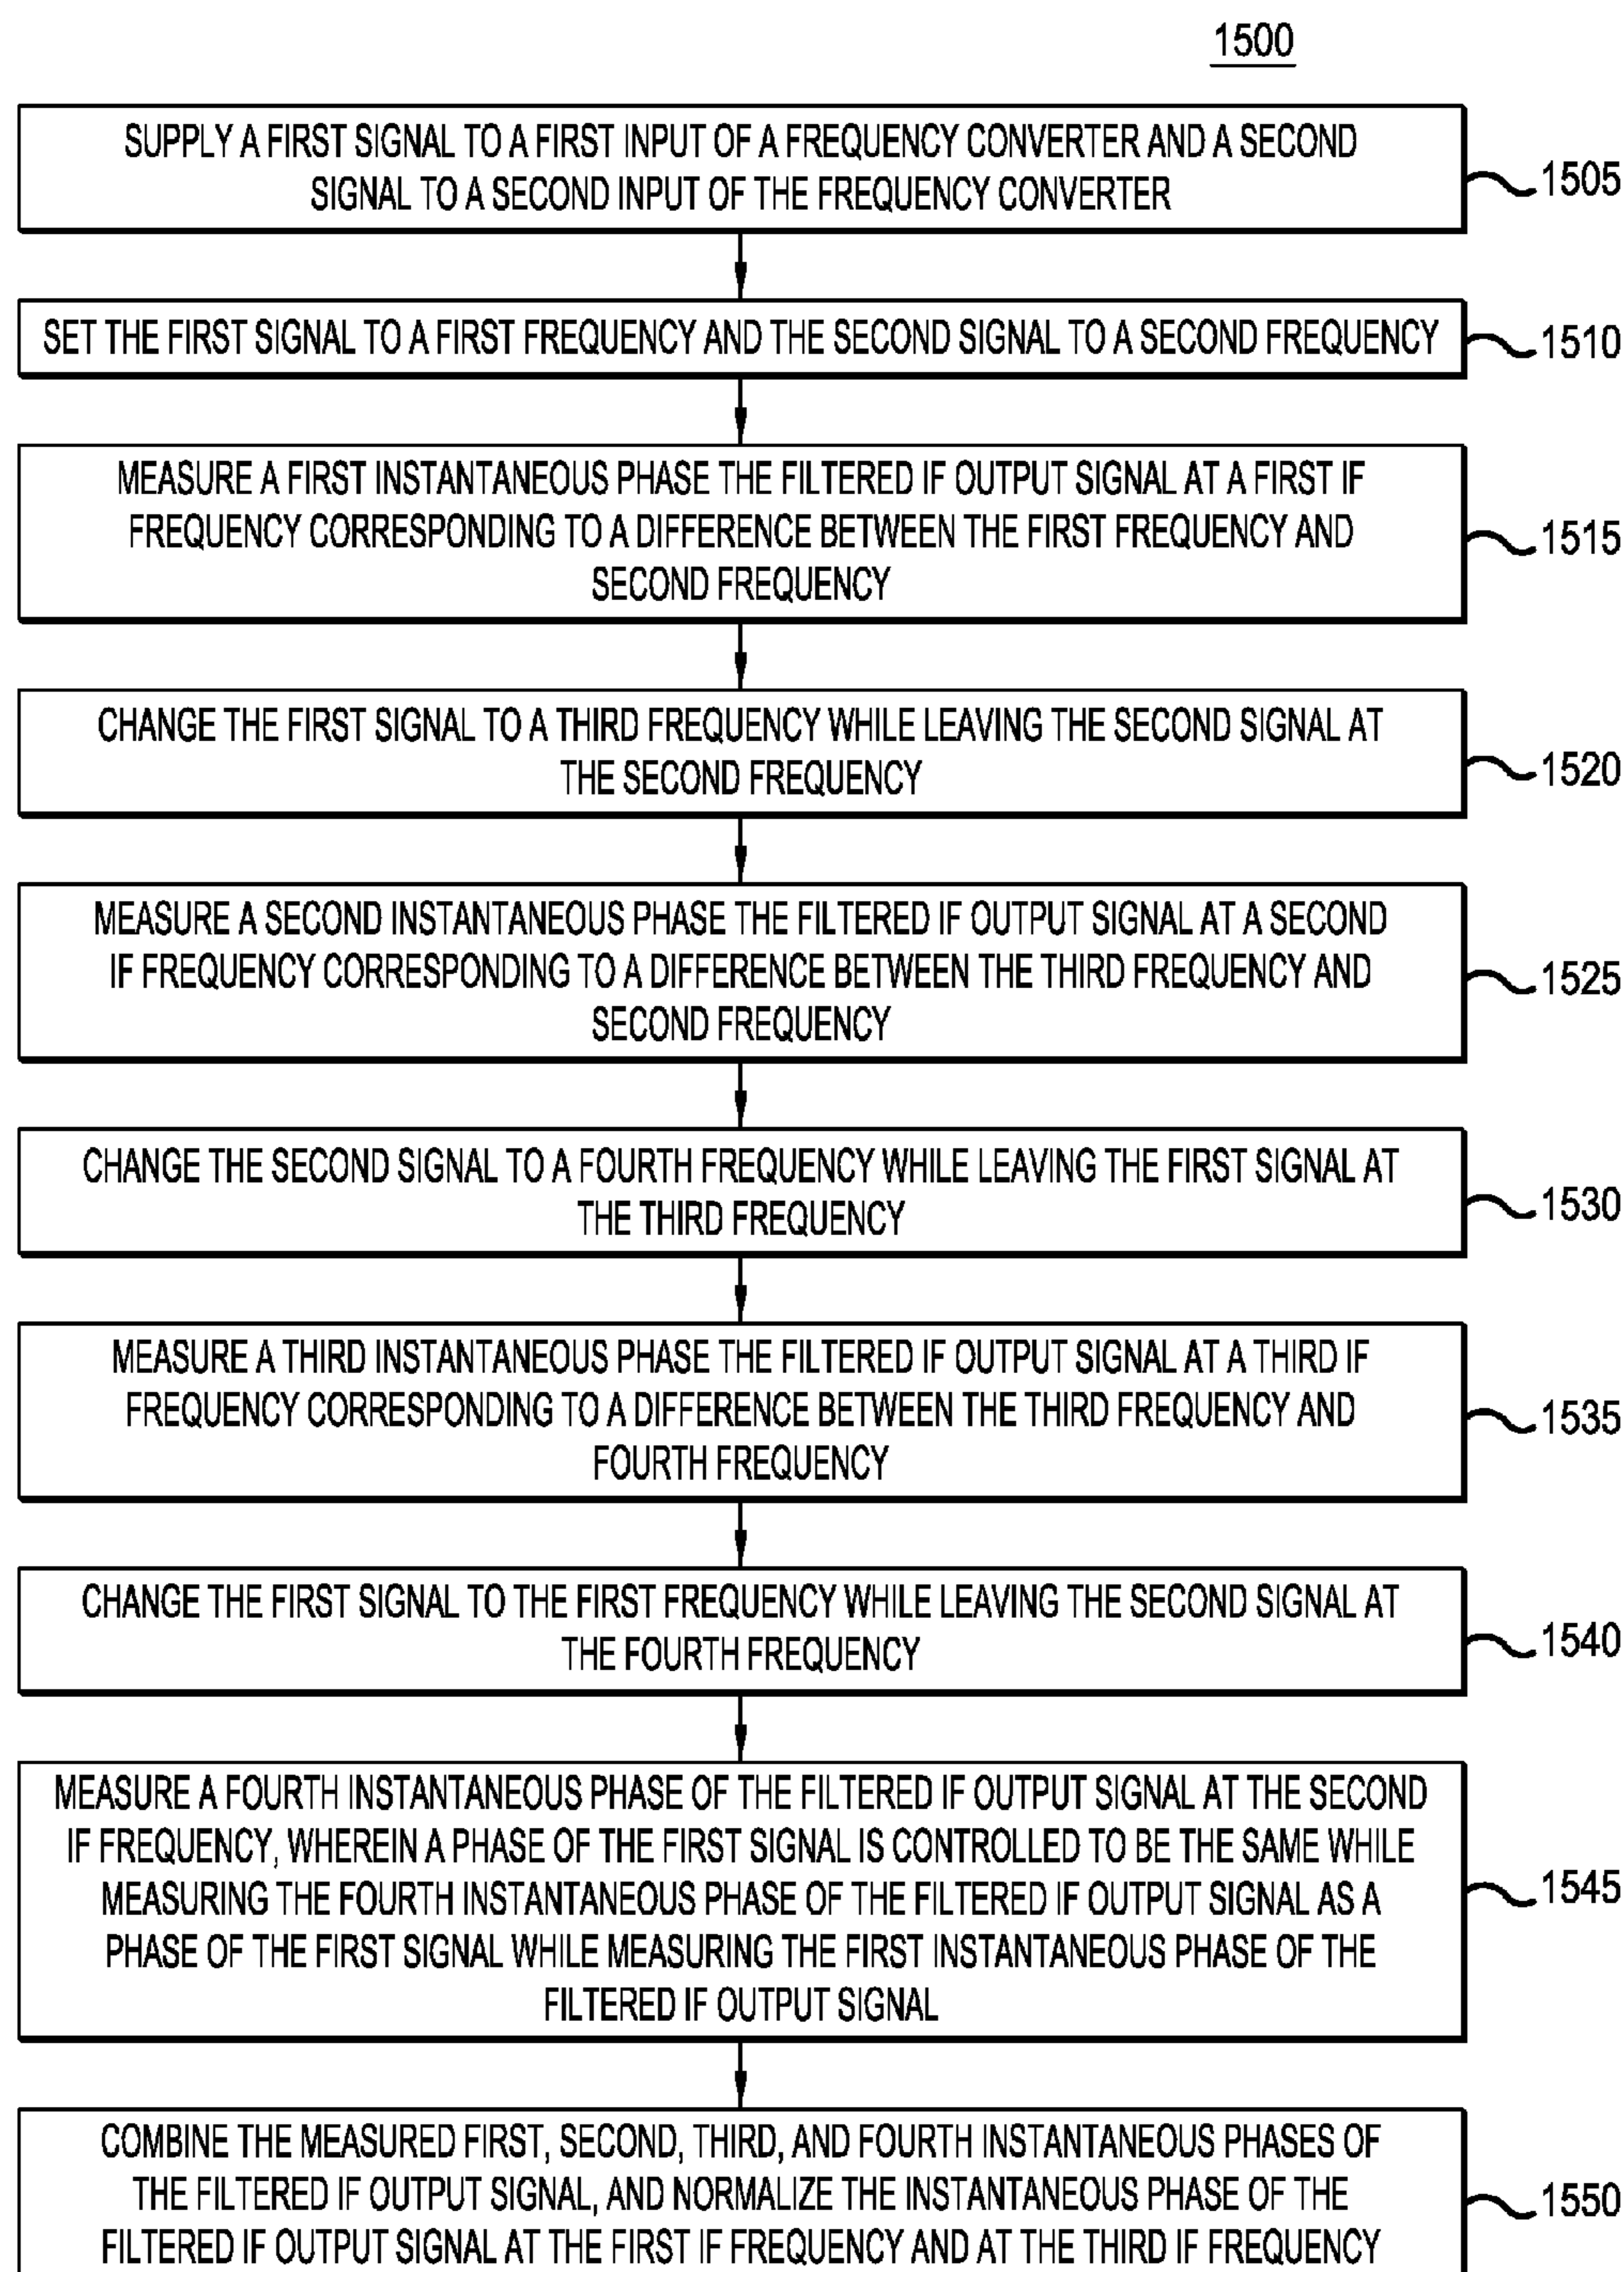 1500
SUPPLY A FIRST SIGNAL TO A FIRST INPUT OF A FREQUENCY CONVERTER AND A SECOND
SIGNAL TO A SECOND INPUT OF THE FREQUENCY CONVERTER
1505
SET THE FIRST SIGNAL TO A FIRST FREQUENCY AND THE SECOND SIGNAL TO A SECOND FREQUENCY
1510
MEASURE A FIRST INSTANTANEOUS PHASE THE FILTERED IF OUTPUT SIGNAL AT A FIRST IF
FREQUENCY CORRESPONDING TO A DIFFERENCE BETWEEN THE FIRST FREQUENCY AND
SECOND FREQUENCY
1515
CHANGE THE FIRST SIGNAL TO A THIRD FREQUENCY WHILE LEAVING THE SECOND SIGNAL AT
THE SECOND FREQUENCY
1520
MEASURE A SECOND INSTANTANEOUS PHASE THE FILTERED IF OUTPUT SIGNAL AT A SECOND
IF FREQUENCY CORRESPONDING TO A DIFFERENCE BETWEEN THE THIRD FREQUENCY AND
SECOND FREQUENCY
1525
CHANGE THE SECOND SIGNAL TO A FOURTH FREQUENCY WHILE LEAVING THE FIRST SIGNAL AT
THE THIRD FREQUENCY
1530
MEASURE A THIRD INSTANTANEOUS PHASE THE FILTERED IF OUTPUT SIGNAL AT A THIRD IF
FREQUENCY CORRESPONDING TO A DIFFERENCE BETWEEN THE THIRD FREQUENCY AND
FOURTH FREQUENCY
1535
CHANGE THE FIRST SIGNAL TO THE FIRST FREQUENCY WHILE LEAVING THE SECOND SIGNAL AT
THE FOURTH FREQUENCY
1540
MEASURE A FOURTH INSTANTANEOUS PHASE OF THE FILTERED IF OUTPUT SIGNAL AT THE SECOND
IF FREQUENCY, WHEREIN A PHASE OF THE FIRST SIGNAL IS CONTROLLED TO BE THE SAME WHILE
MEASURING THE FOURTH INSTANTANEOUS PHASE OF THE FILTERED IF OUTPUT SIGNAL AS A
PHASE OF THE FIRST SIGNAL WHILE MEASURING THE FIRST INSTANTANEOUS PHASE OF THE
FILTERED IF OUTPUT SIGNAL
1545
COMBINE THE MEASURED FIRST, SECOND, THIRD, AND FOURTH INSTANTANEOUS PHASES OF
THE FILTERED IF OUTPUT SIGNAL, AND NORMALIZE THE INSTANTANEOUS PHASE OF THE
FILTERED IF OUTPUT SIGNAL AT THE FIRST IF FREQUENCY AND AT THE THIRD IF FREQUENCY
1550